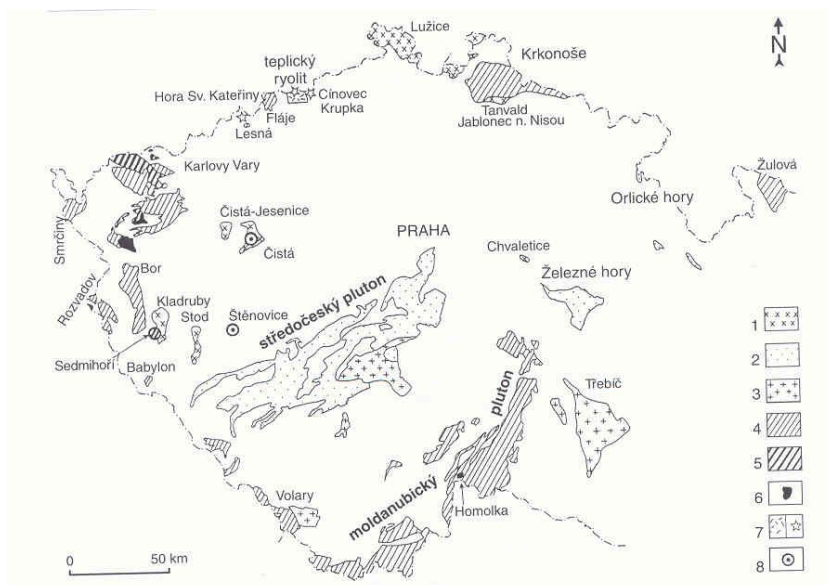 Lužice
N
Krkonoše
teplický
ryolit
Hora Sv. Kateřiny
Cínovec
Krupka
Fláje
Lesná
Tanvald
Jablonec n. Nisou
Karlovy Vary
Žulová
Orlické hory
Smrčiny
Čistá-Jesenice
Čistá
PRAHA
Chvaletice
Bor
Železné hory
Rozvadov
Kladruby
Stod
Štěnovice
středočeský pluton
Sedmihoří
Babylon
Třebíč
moldanubický pluton
Volary
Homolka
0 50 km
1
2
3
4
5
6
7
8